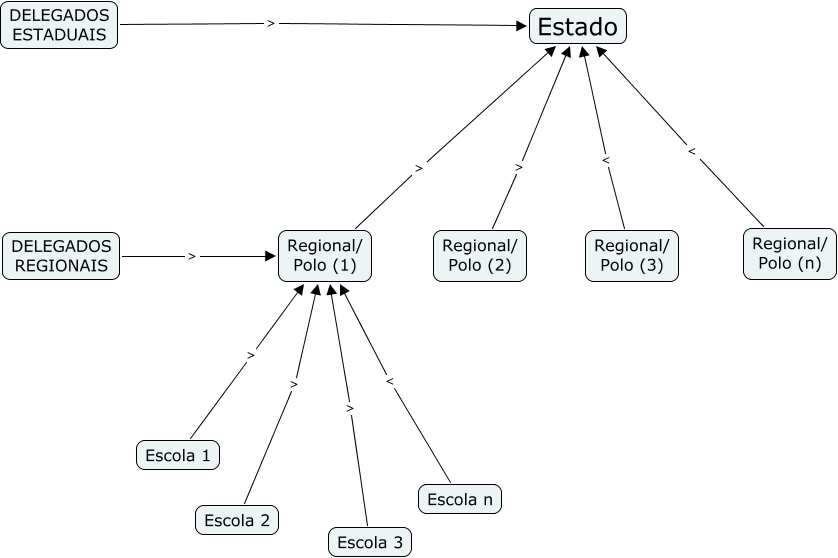 DELEGADOS
ESTADUAIS
>
Estado
>
>
<
<
DELEGADOS
REGIONAIS
>
Regional/
Polo (1)
Regional/
Polo (2)
Regional/
Polo (3)
Regional/
Polo (n)
>
>
>
<
Escola 1
Escola 2
Escola 3
Escola n